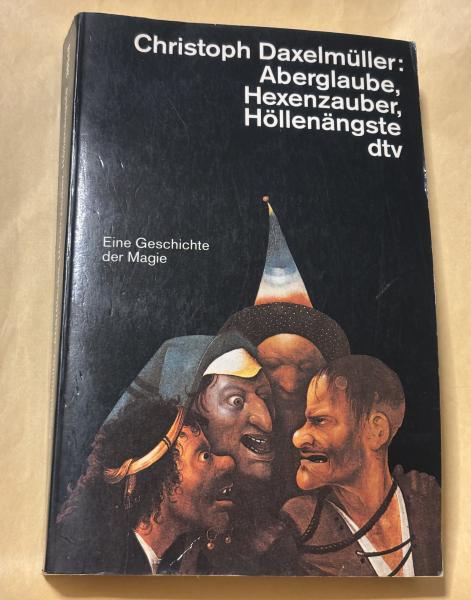 Christoph Daxelmüller:
Aberglaube,
Hexenzauber,
Höllenängste
dtv
Eine Geschichte
der Magie